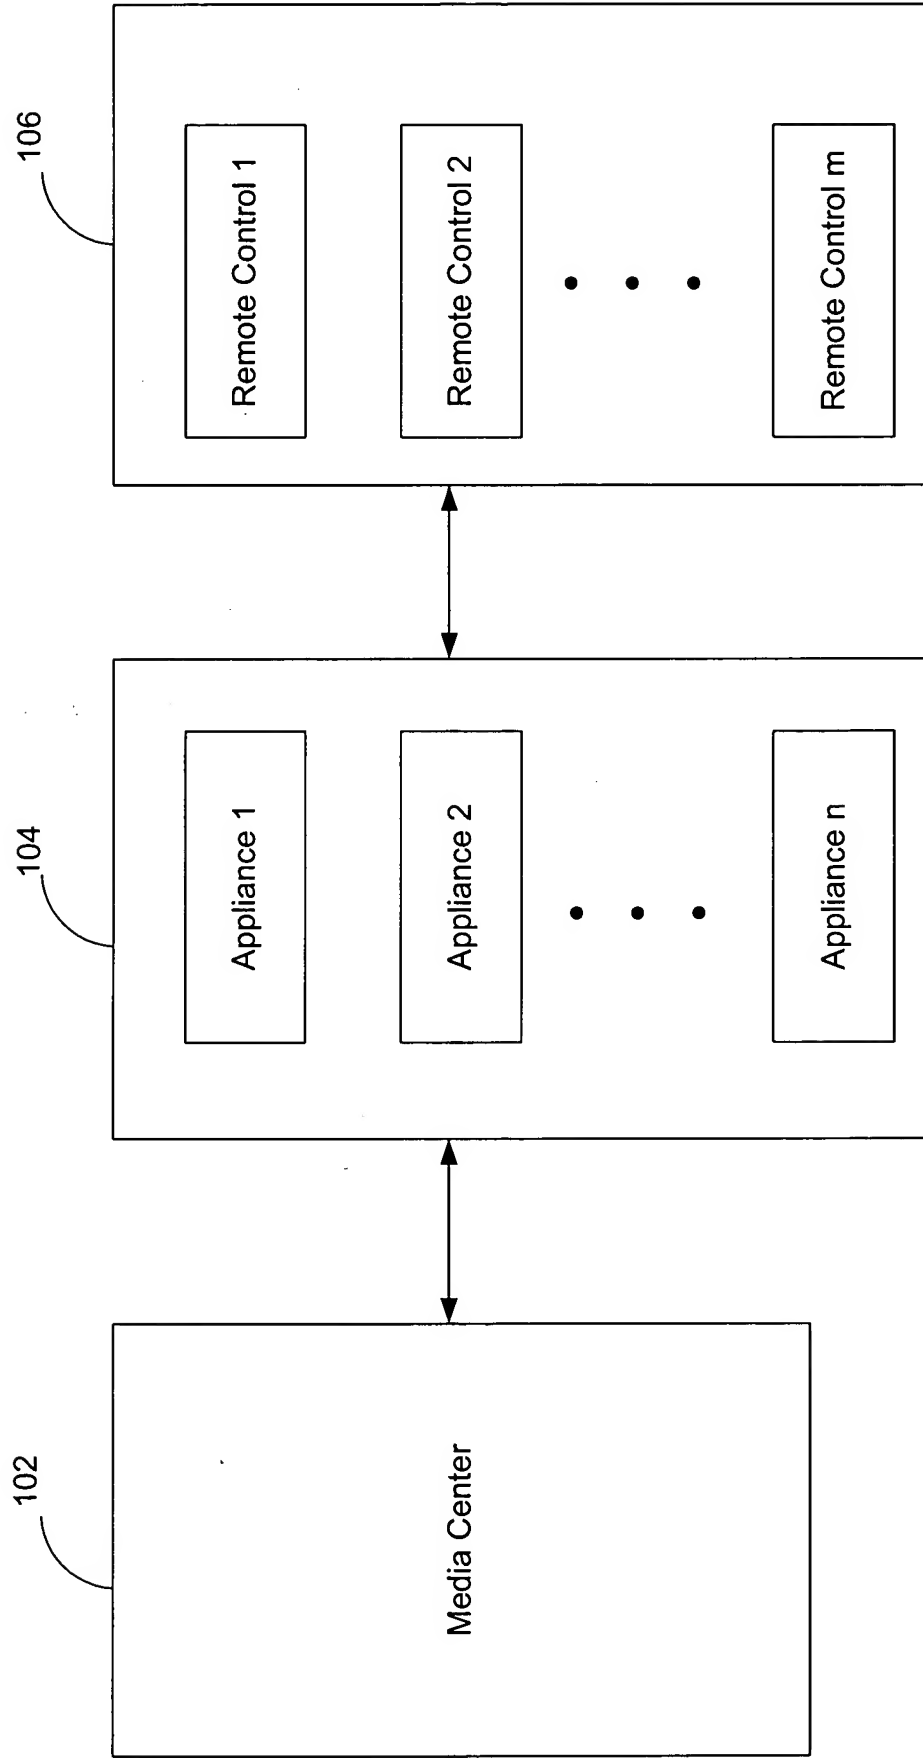 102
104
106
Media Center
Appliance 1
Appliance 2
Appliance n
Remote Control 1
Remote Control 2
Remote Control m